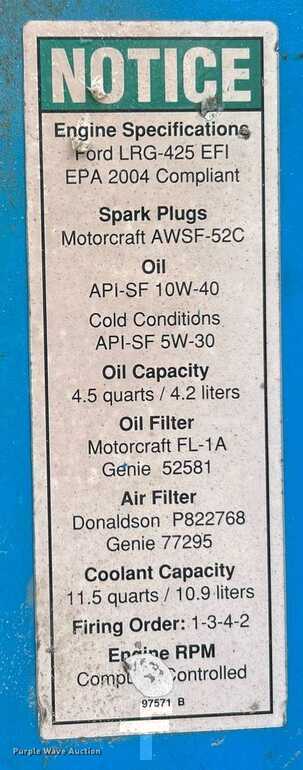 NOTICE
Engine Specifications
Ford LRG-425 EFI
EPA 2004 Compliant
Spark Plugs
Motorcraft AWSF-52C
Oil
API-SF 10W-40
Cold Conditions
API-SF 5W-30
Oil Capacity
4.5 quarts / 4.2 liters
Oil Filter
Motorcraft FL-1A
Genie 52581
Air Filter
Donaldson P822768
Genie 77295
Coolant Capacity
11.5 quarts / 10.9 liters
Firing Order: 1-3-4-2
Engine RPM
Computer Controlled
97571 B
Purple Wave Auction